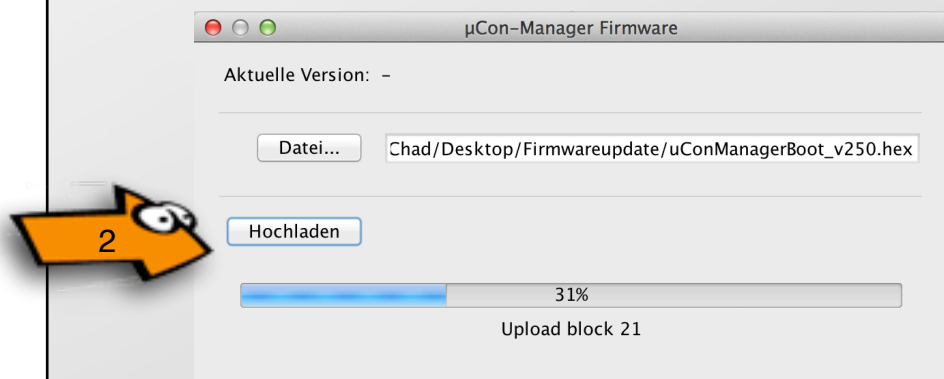 µCon-Manager Firmware
Aktuelle Version: –
Datei... Chad/Desktop/Firmwareupdate/uConManagerBoot_v250.hex
2 Hochladen
31%
Upload block 21